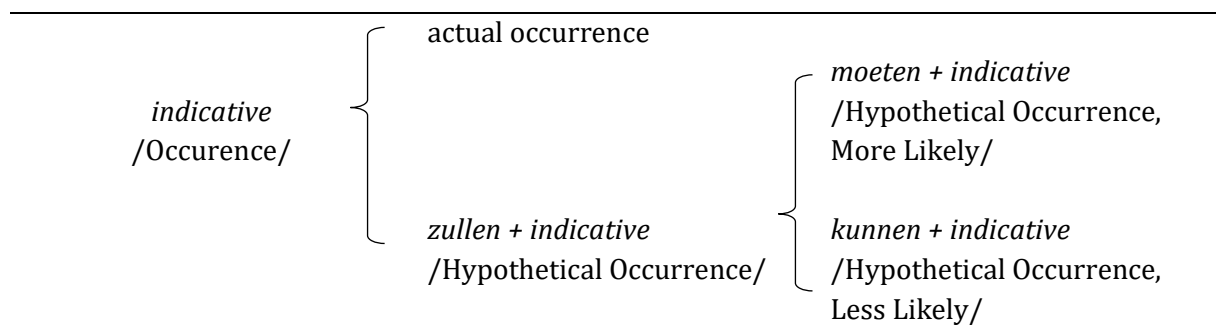 actual occurrence
indicative
/Occurence/
zullen + indicative
/Hypothetical Occurrence/
moeten + indicative
/Hypothetical Occurrence,
More Likely/
kunnen + indicative
/Hypothetical Occurrence,
Less Likely/